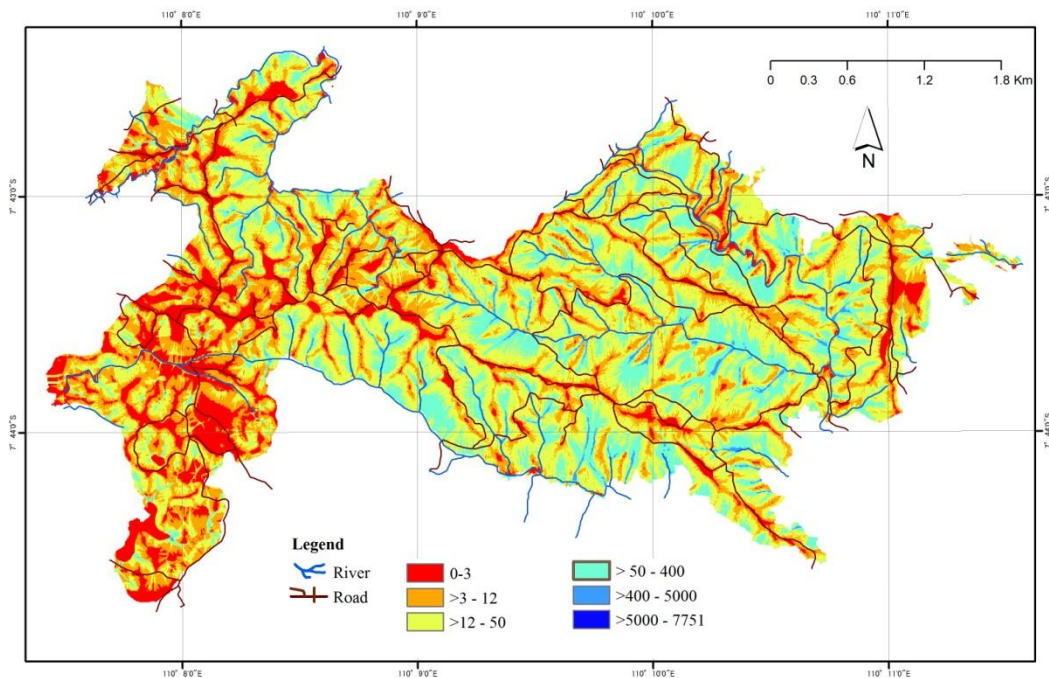 110° 8'0"E 110° 9'0"E 110° 10'0"E 110° 11'0"E
0 0.3 0.6 1.2 1.8 Km
N
7° 43'0"S 7° 43'0"S
7° 44'0"S 7° 44'0"S
Legend
River
Road
0-3
>3 - 12
>12 - 50
> 50 - 400
>400 - 5000
>5000 - 7751
110° 8'0"E 110° 9'0"E 110° 10'0"E 110° 11'0"E